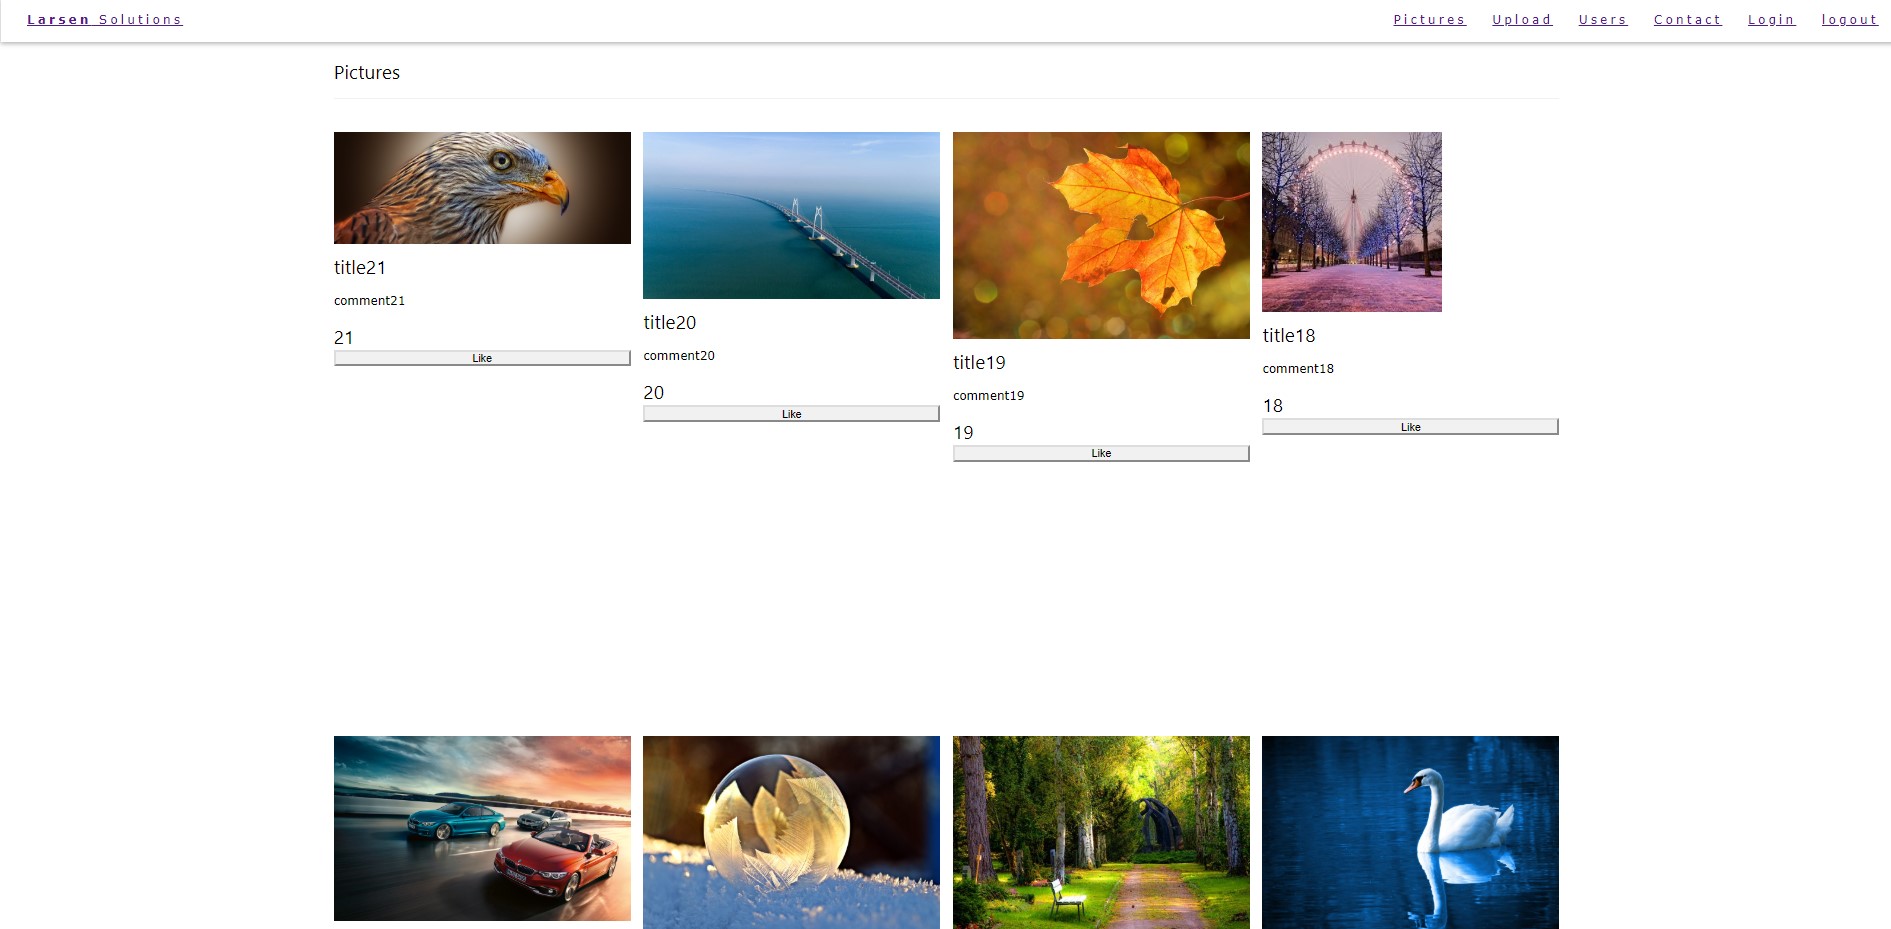 Larsen Solutions
Pictures Upload Users Contact Login logout
Pictures
title21
comment21
21
Like
title20
comment20
20
Like
title19
comment19
19
Like
title18
comment18
18
Like